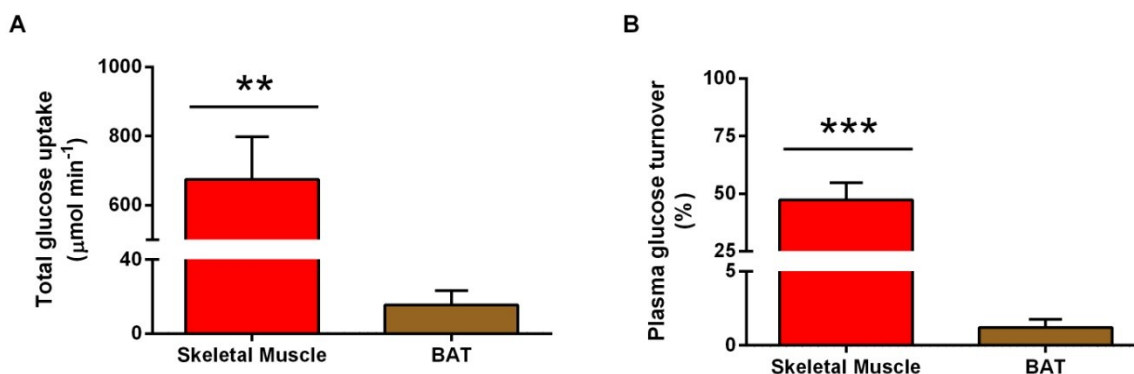 A
Total glucose uptake
(μmol min⁻¹)
1000
800
600
40
0
**
Skeletal Muscle
BAT
B
Plasma glucose turnover
(%)
100
75
50
25
5
0
***
Skeletal Muscle
BAT